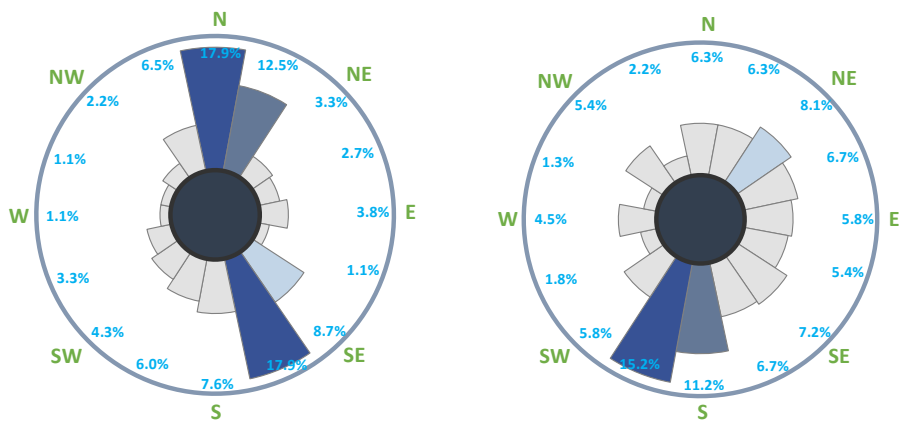 N
17.9%
12.5%
NE
3.3%
2.7%
E
3.8%
1.1%
8.7%
SE
17.9%
7.6%
S
6.0%
4.3%
SW
3.3%
W
1.1%
1.1%
2.2%
NW
6.5%
N
6.3%
6.3%
NE
8.1%
6.7%
E
5.8%
5.4%
7.2%
SE
6.7%
11.2%
S
15.2%
5.8%
SW
1.8%
W
4.5%
1.3%
5.4%
NW
2.2%